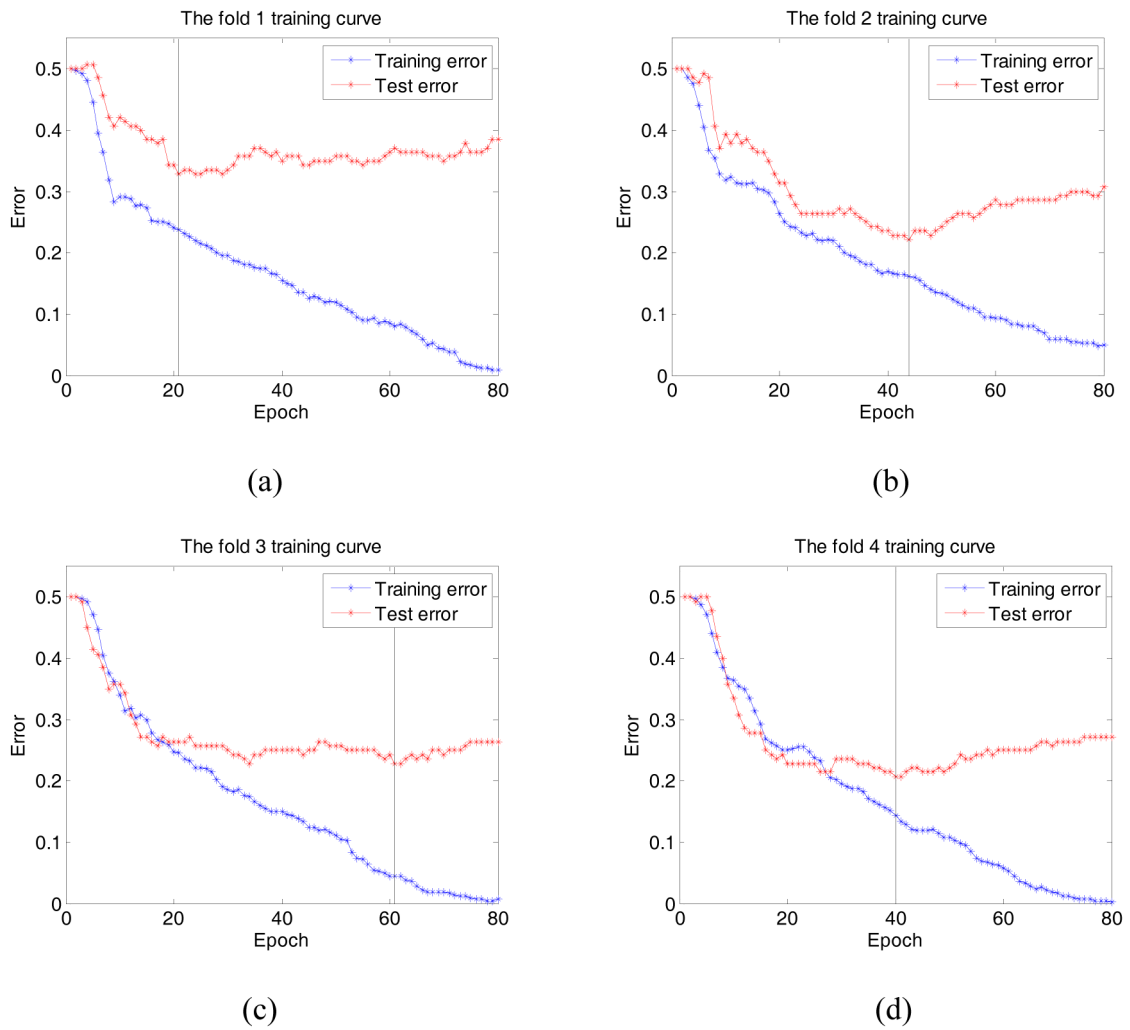 The fold 1 training curve
0.5
0.4
0.3
0.2
0.1
0
Error
Training error
Test error
0 20 40 60 80
Epoch
(a)
The fold 2 training curve
0.5
0.4
0.3
0.2
0.1
0
Error
Training error
Test error
0 20 40 60 80
Epoch
(b)
The fold 3 training curve
0.5
0.4
0.3
0.2
0.1
0
Error
Training error
Test error
0 20 40 60 80
Epoch
(c)
The fold 4 training curve
0.5
0.4
0.3
0.2
0.1
0
Error
Training error
Test error
0 20 40 60 80
Epoch
(d)